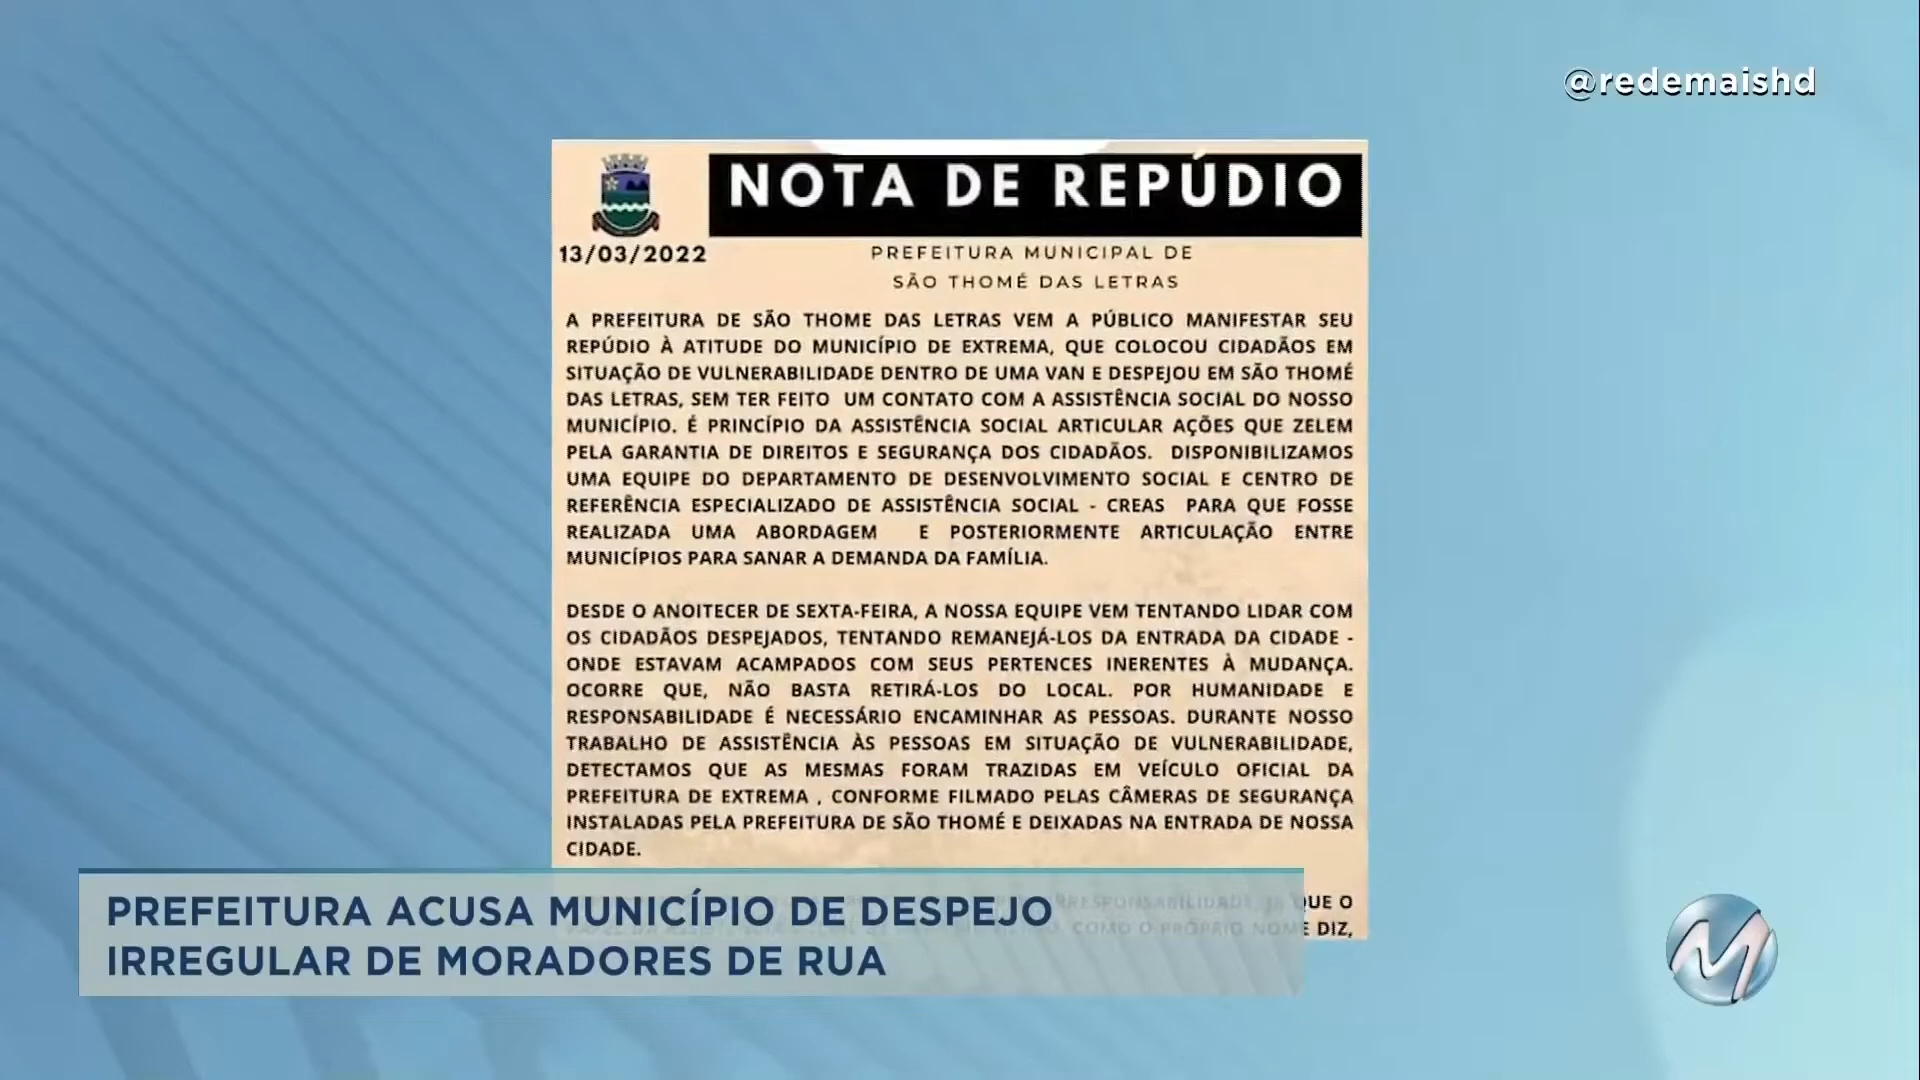 @redemaishd
NOTA DE REPÚDIO
13/03/2022
PREFEITURA MUNICIPAL DE
SÃO THOMÉ DAS LETRAS
A PREFEITURA DE SÃO THOME DAS LETRAS VEM A PÚBLICO MANIFESTAR SEU
REPÚDIO À ATITUDE DO MUNICÍPIO DE EXTREMA, QUE COLOCOU CIDADÃOS EM
SITUAÇÃO DE VULNERABILIDADE DENTRO DE UMA VAN E DESPEJOU EM SÃO THOMÉ
DAS LETRAS, SEM TER FEITO UM CONTATO COM A ASSISTÊNCIA SOCIAL DO NOSSO
MUNICÍPIO. É PRINCÍPIO DA ASSISTÊNCIA SOCIAL ARTICULAR AÇÕES QUE ZELEM
PELA GARANTIA DE DIREITOS E SEGURANÇA DOS CIDADÃOS. DISPONIBILIZAMOS
UMA EQUIPE DO DEPARTAMENTO DE DESENVOLVIMENTO SOCIAL E CENTRO DE
REFERÊNCIA ESPECIALIZADO DE ASSISTÊNCIA SOCIAL - CREAS PARA QUE FOSSE
REALIZADA UMA ABORDAGEM E POSTERIORMENTE ARTICULAÇÃO ENTRE
MUNICÍPIOS PARA SANAR A DEMANDA DA FAMÍLIA.
DESDE O ANOITECER DE SEXTA-FEIRA, A NOSSA EQUIPE VEM TENTANDO LIDAR COM
OS CIDADÃOS DESPEJADOS, TENTANDO REMANEJÁ-LOS DA ENTRADA DA CIDADE -
ONDE ESTAVAM ACAMPADOS COM SEUS PERTENCES INERENTES À MUDANÇA.
OCORRE QUE, NÃO BASTA RETIRÁ-LOS DO LOCAL. POR HUMANIDADE E
RESPONSABILIDADE É NECESSÁRIO ENCAMINHAR AS PESSOAS. DURANTE NOSSO
TRABALHO DE ASSISTÊNCIA ÀS PESSOAS EM SITUAÇÃO DE VULNERABILIDADE,
DETECTAMOS QUE AS MESMAS FORAM TRAZIDAS EM VEÍCULO OFICIAL DA
PREFEITURA DE EXTREMA , CONFORME FILMADO PELAS CÂMERAS DE SEGURANÇA
INSTALADAS PELA PREFEITURA DE SÃO THOMÉ E DEIXADAS NA ENTRADA DE NOSSA
CIDADE.
QUE O
COMO O PRÓPRIO NOME DIZ,
PREFEITURA ACUSA MUNICÍPIO DE DESPEJO
IRREGULAR DE MORADORES DE RUA